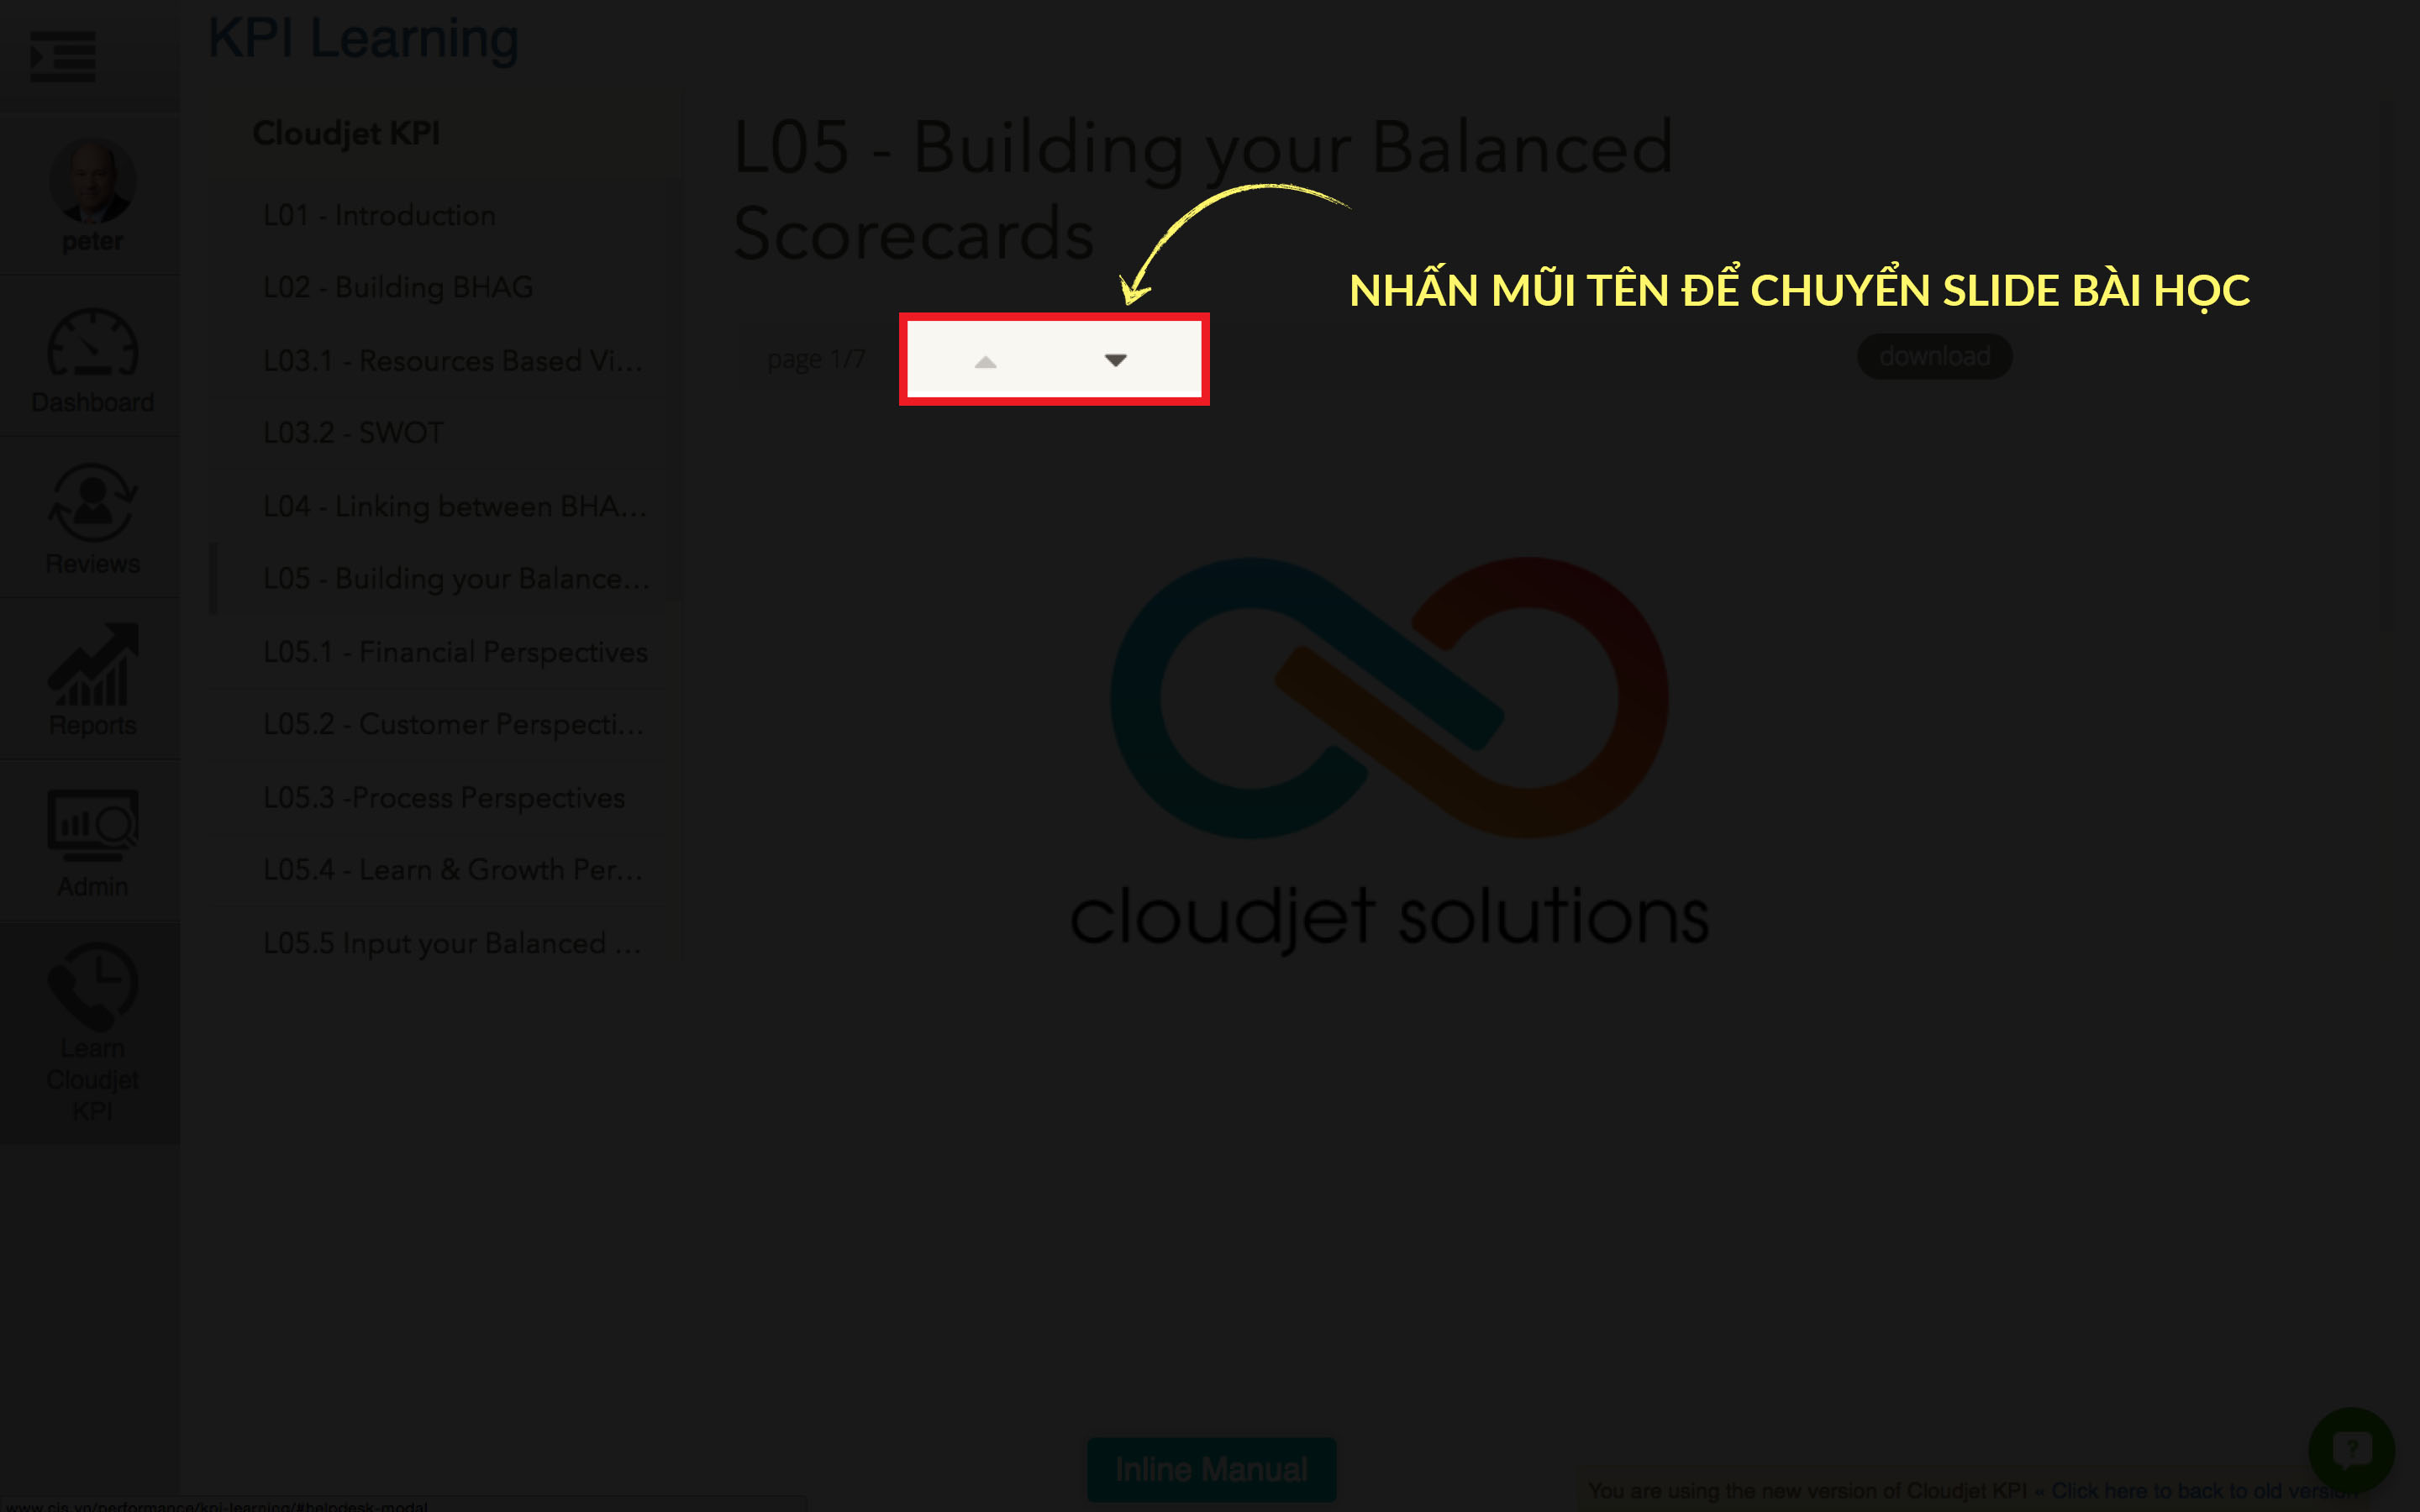 KPI Learning
peter
Dashboard
Reviews
Reports
Admin
Learn
Cloudjet
KPI
Cloudjet KPI
L01 - Introduction
L02 - Building BHAG
L03.1 - Resources Based Vi...
L03.2 - SWOT
L04 - Linking between BHA...
L05 - Building your Balance...
L05.1 - Financial Perspectives
L05.2 - Customer Perspecti...
L05.3 -Process Perspectives
L05.4 - Learn & Growth Per...
L05.5 Input your Balanced ...
L05 - Building your Balanced
Scorecards
NHẤN MŨI TÊN ĐỂ CHUYỂN SLIDE BÀI HỌC
page 1/7
download
cloudjet solutions
Inline Manual
You are using the new version of Cloudjet KPI « Click here to back to old version
www.cjs.vn/performance/kpi-learning/#helpdesk-modal